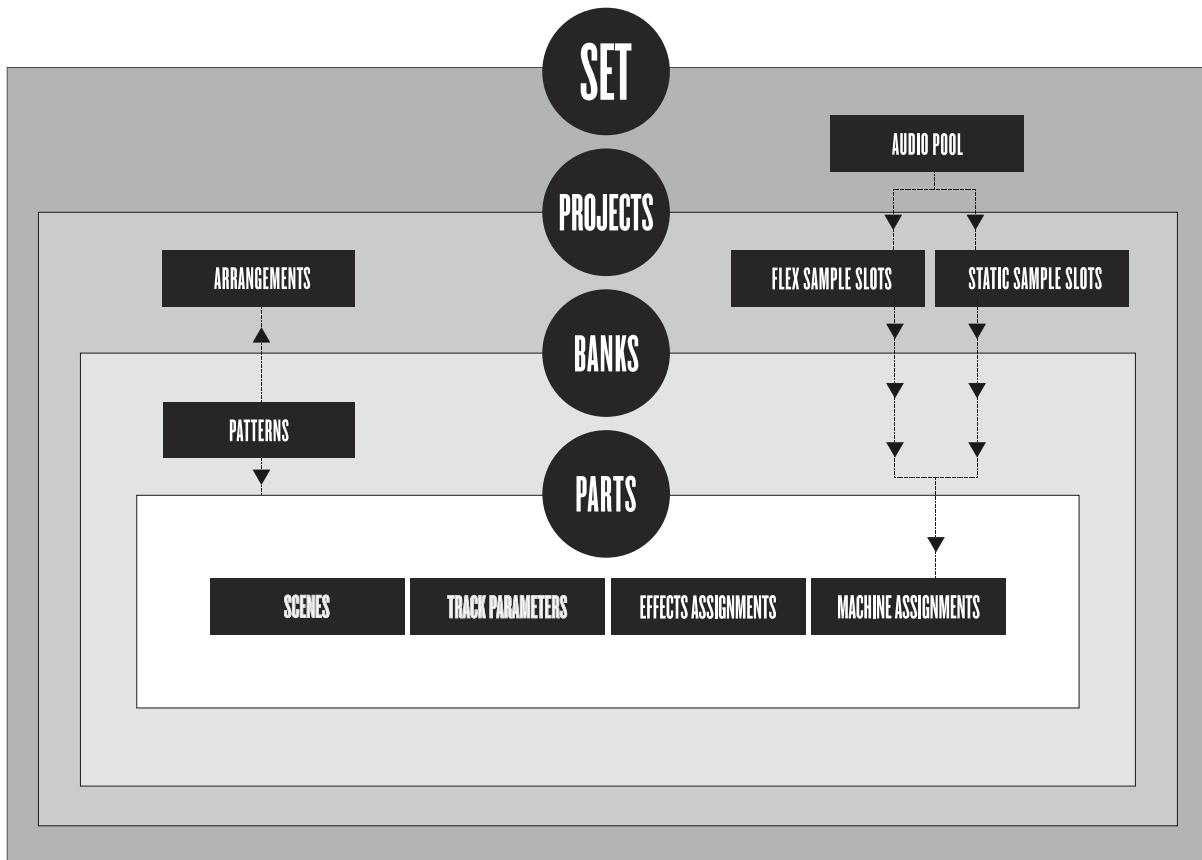 SET
AUDIO POOL
PROJECTS
ARRANGEMENTS
FLEX SAMPLE SLOTS
STATIC SAMPLE SLOTS
BANKS
PATTERNS
PARTS
SCENES
TRACK PARAMETERS
EFFECTS ASSIGNMENTS
MACHINE ASSIGNMENTS